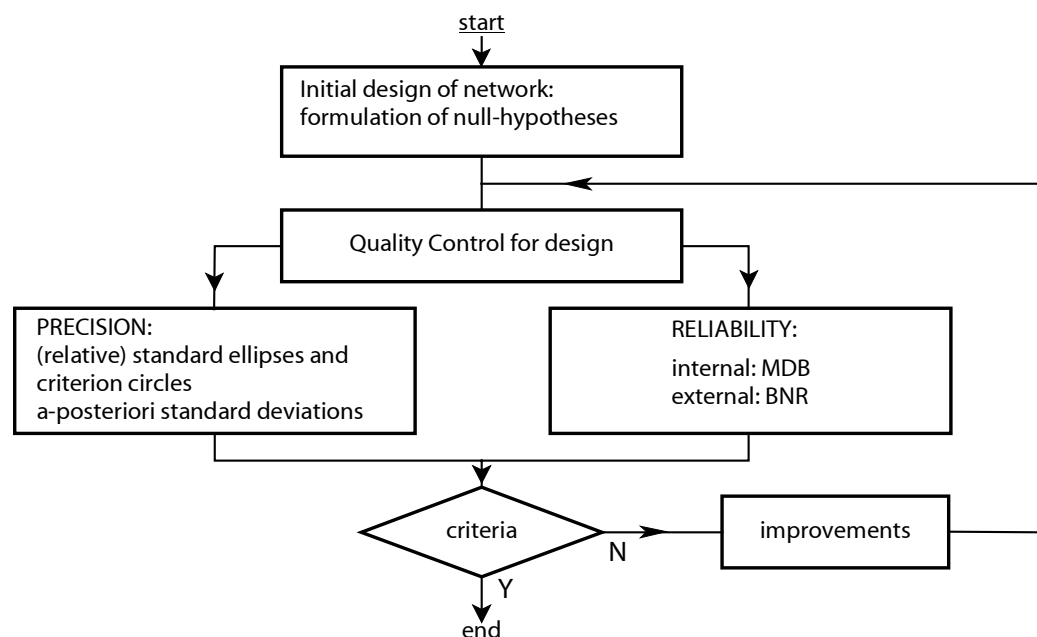 start
Initial design of network:
formulation of null-hypotheses
Quality Control for design
PRECISION:
(relative) standard ellipses and
criterion circles
a-posteriori standard deviations
RELIABILITY:
internal: MDB
external: BNR
criteria
N
improvements
Y
end